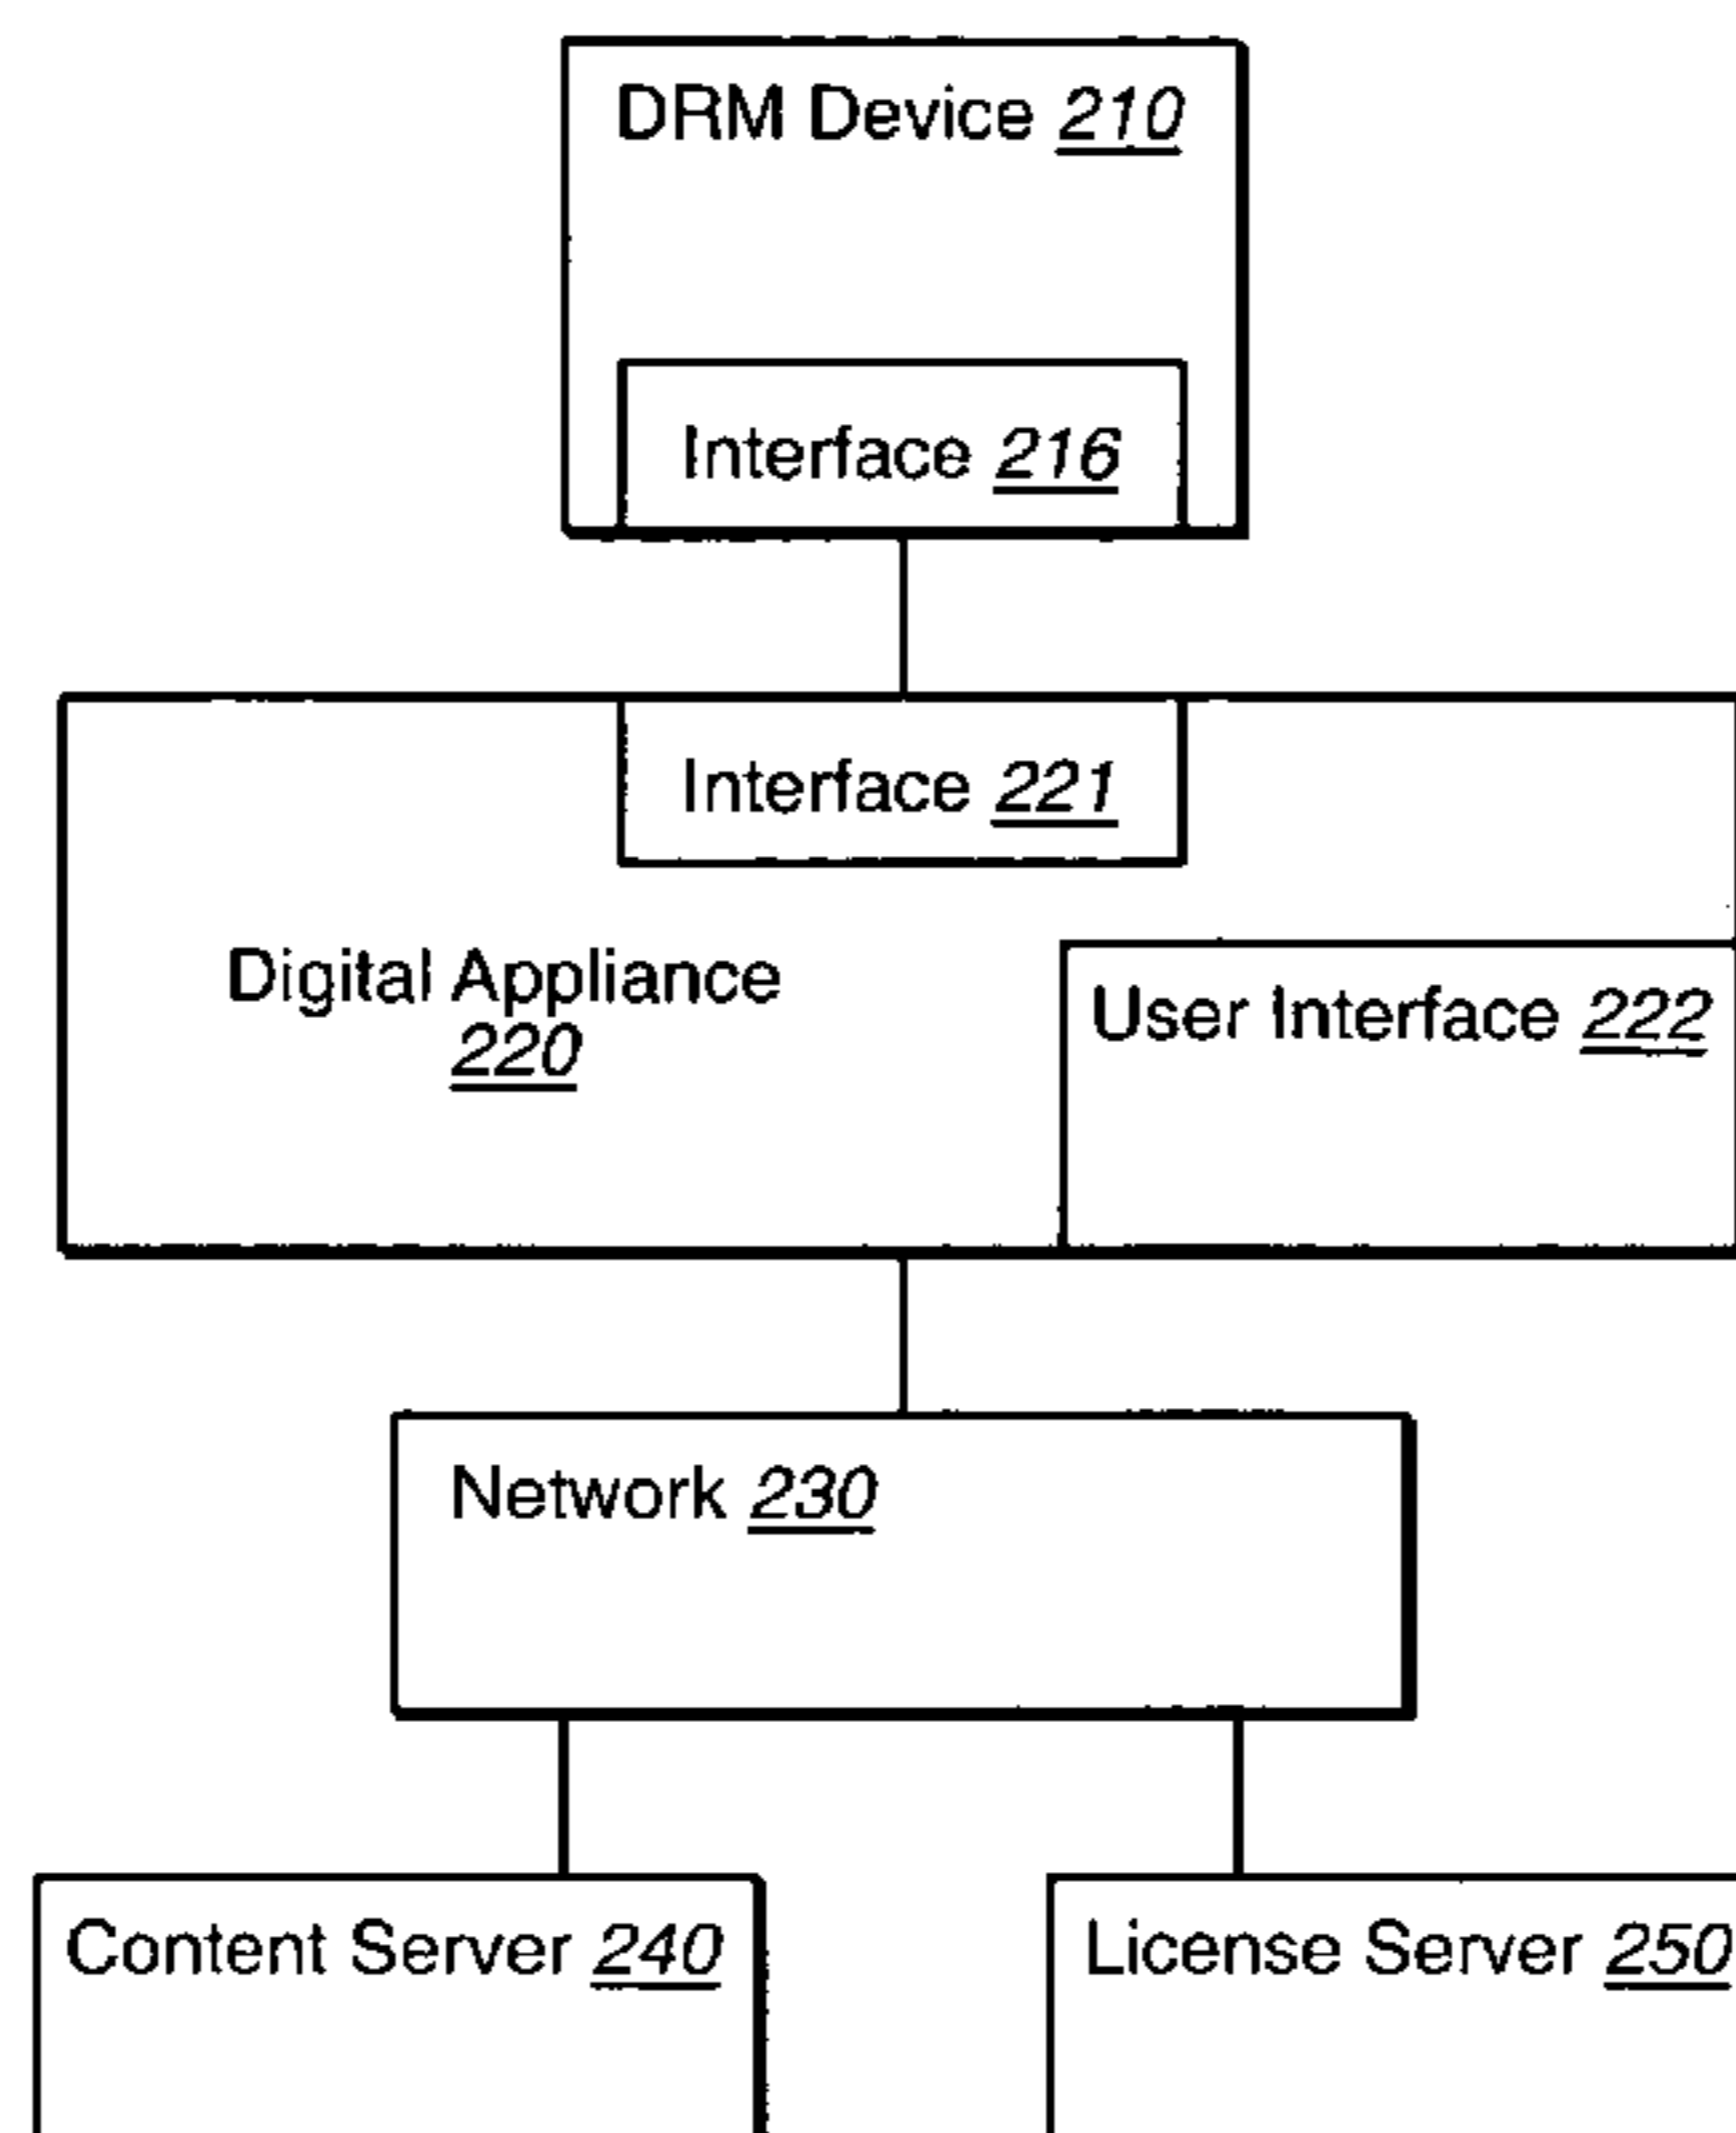 DRM Device 210
Interface 216
Interface 221
Digital Appliance
220
User Interface 222
Network 230
Content Server 240
License Server 250